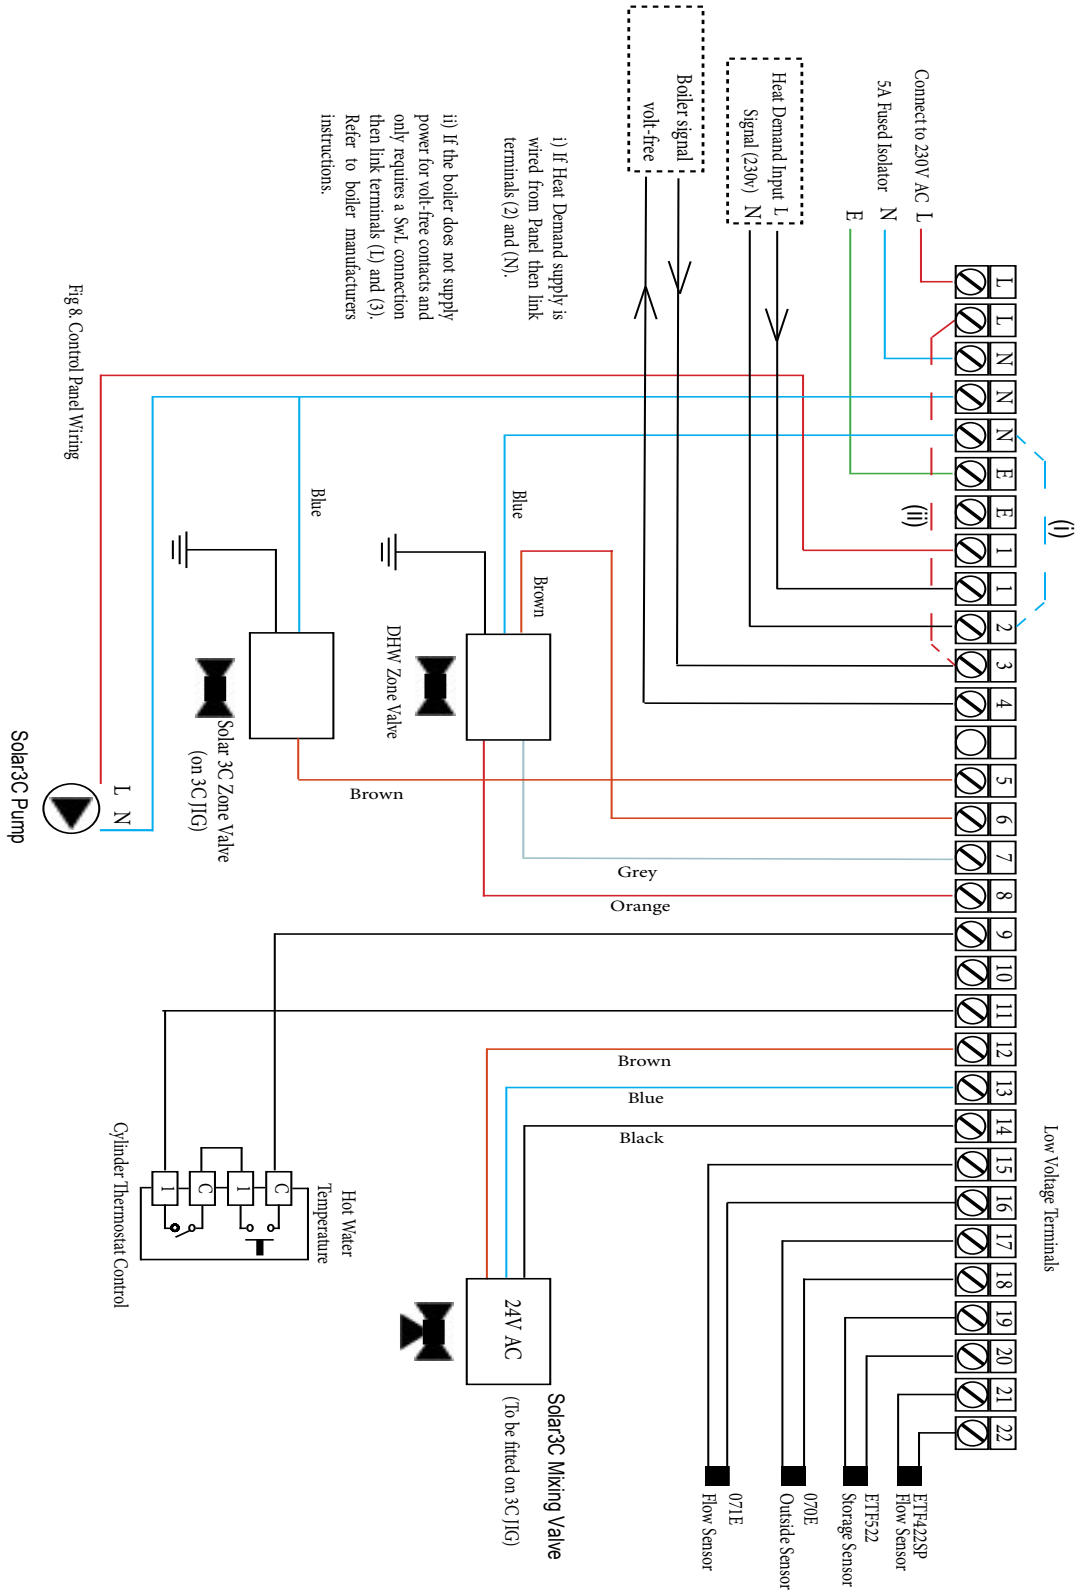 Connect to 230V AC L
5A Fused Isolator N
E
Heat Demand Input L
Signal (230v) N
Boiler signal
volt-free
i) If Heat Demand supply is
wired from Panel then link
terminals (2) and (N).
ii) If the boiler does not supply
power for volt-free contacts and
only requires a SwL connection
then link terminals (L) and (3).
Refer to boiler manufacturers
instructions.
Fig 8. Control Panel Wiring
L
L
N
N
N
E
E
1
1
2
3
4
5
6
7
8
9
10
11
12
13
14
15
16
17
18
19
20
21
22
(i)
(ii)
Low Voltage Terminals
Blue
Brown
DHW Zone Valve
Blue
Solar 3C Zone Valve
(on 3C JIG)
Brown
Grey
Orange
L N
Solar3C Pump
Brown
Blue
Black
Hot Water
Temperature
C
1
C
1
Cylinder Thermostat Control
24V AC
Solar3C Mixing Valve
(To be fitted on 3C JIG)
ETF422SP
Flow Sensor
ETF522
Storage Sensor
070E
Outside Sensor
071E
Flow Sensor